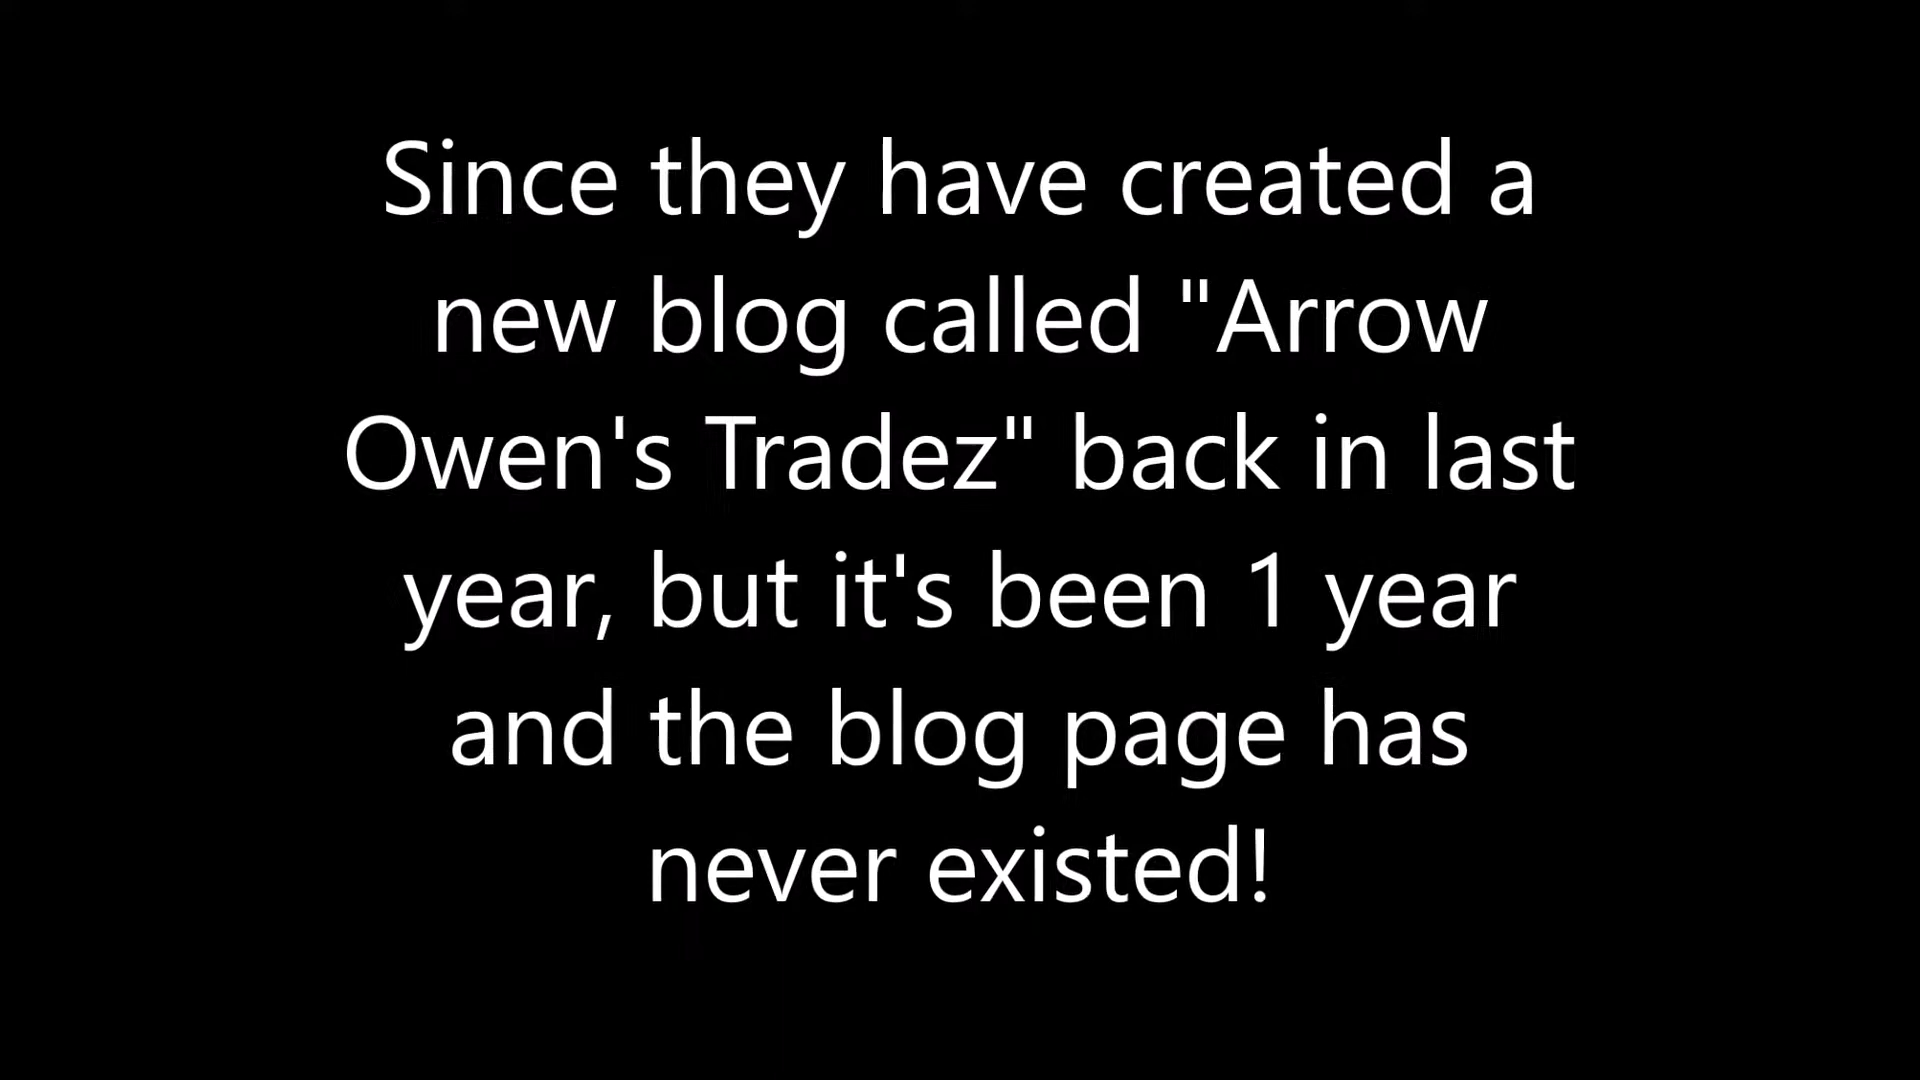 Since they have created a
new blog called "Arrow
Owen's Tradez" back in last
year, but it's been 1 year
and the blog page has
never existed!